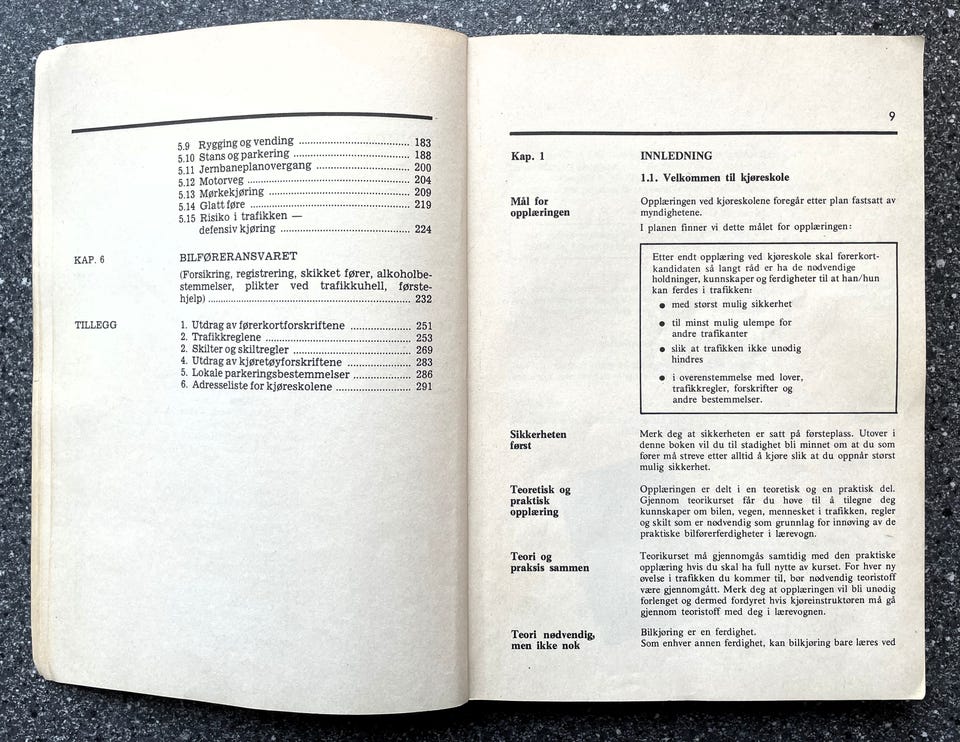 5.9 Rygging og vending ........................................ 183
5.10 Stans og parkering ........................................ 188
5.11 Jernbaneplanovergang ................................ 200
5.12 Motorveg ..................................................... 204
5.13 Mørkekjøring ................................................ 209
5.14 Glatt føre ...................................................... 219
5.15 Risiko i trafikken —
defensiv kjøring ............................................ 224
KAP. 6 BILFØRERANSVARET
(Forsikring, registrering, skikket fører, alkoholbe-
stemmelser, plikter ved trafikkuhell, første-
hjelp) .................................................................. 232
TILLEGG 1. Utdrag av førerkortforskriftene .................... 251
2. Trafikkreglene ................................................ 253
2. Skilter og skiltregler ....................................... 269
4. Utdrag av kjøretøyforskriftene ..................... 283
5. Lokale parkeringsbestemmelser ................... 286
6. Adresseliste for kjøreskolene ......................... 291
9
Kap. 1 INNLEDNING
1.1. Velkommen til kjøreskole
Mål for
opplæringen
Opplæringen ved kjøreskolene foregår etter plan fastsatt av
myndighetene.
I planen finner vi dette målet for opplæringen:
Etter endt opplæring ved kjøreskole skal førerkort-
kandidaten så langt råd er ha de nødvendige
holdninger, kunnskaper og ferdigheter til at han/hun
kan ferdes i trafikken:
● med størst mulig sikkerhet
● til minst mulig ulempe for
andre trafikanter
● slik at trafikken ikke unødig
hindres
● i overenstemmelse med lover,
trafikkregler, forskrifter og
andre bestemmelser.
Sikkerheten
først
Merk deg at sikkerheten er satt på førsteplass. Utover i
denne boken vil du til stadighet bli minnet om at du som
fører må streve etter alltid å kjøre slik at du oppnår størst
mulig sikkerhet.
Teoretisk og
praktisk
opplæring
Opplæringen er delt i en teoretisk og en praktisk del.
Gjennom teorikurset får du høve til å tilegne deg
kunnskaper om bilen, vegen, mennesket i trafikken, regler
og skilt som er nødvendig som grunnlag for innøving av de
praktiske bilførerferdigheter i lærevogn.
Teori og
praksis sammen
Teorikurset må gjennomgås samtidig med den praktiske
opplæring hvis du skal ha full nytte av kurset. For hver ny
øvelse i trafikken du kommer til, bør nødvendig teoristoff
være gjennomgått. Merk deg at opplæringen vil bli unødig
forlenget og dermed fordyret hvis kjøreinstruktøren må gå
gjennom teoristoff med deg i lærevognen.
Teori nødvendig,
men ikke nok
Bilkjøring er en ferdighet.
Som enhver annen ferdighet, kan bilkjøring bare læres ved